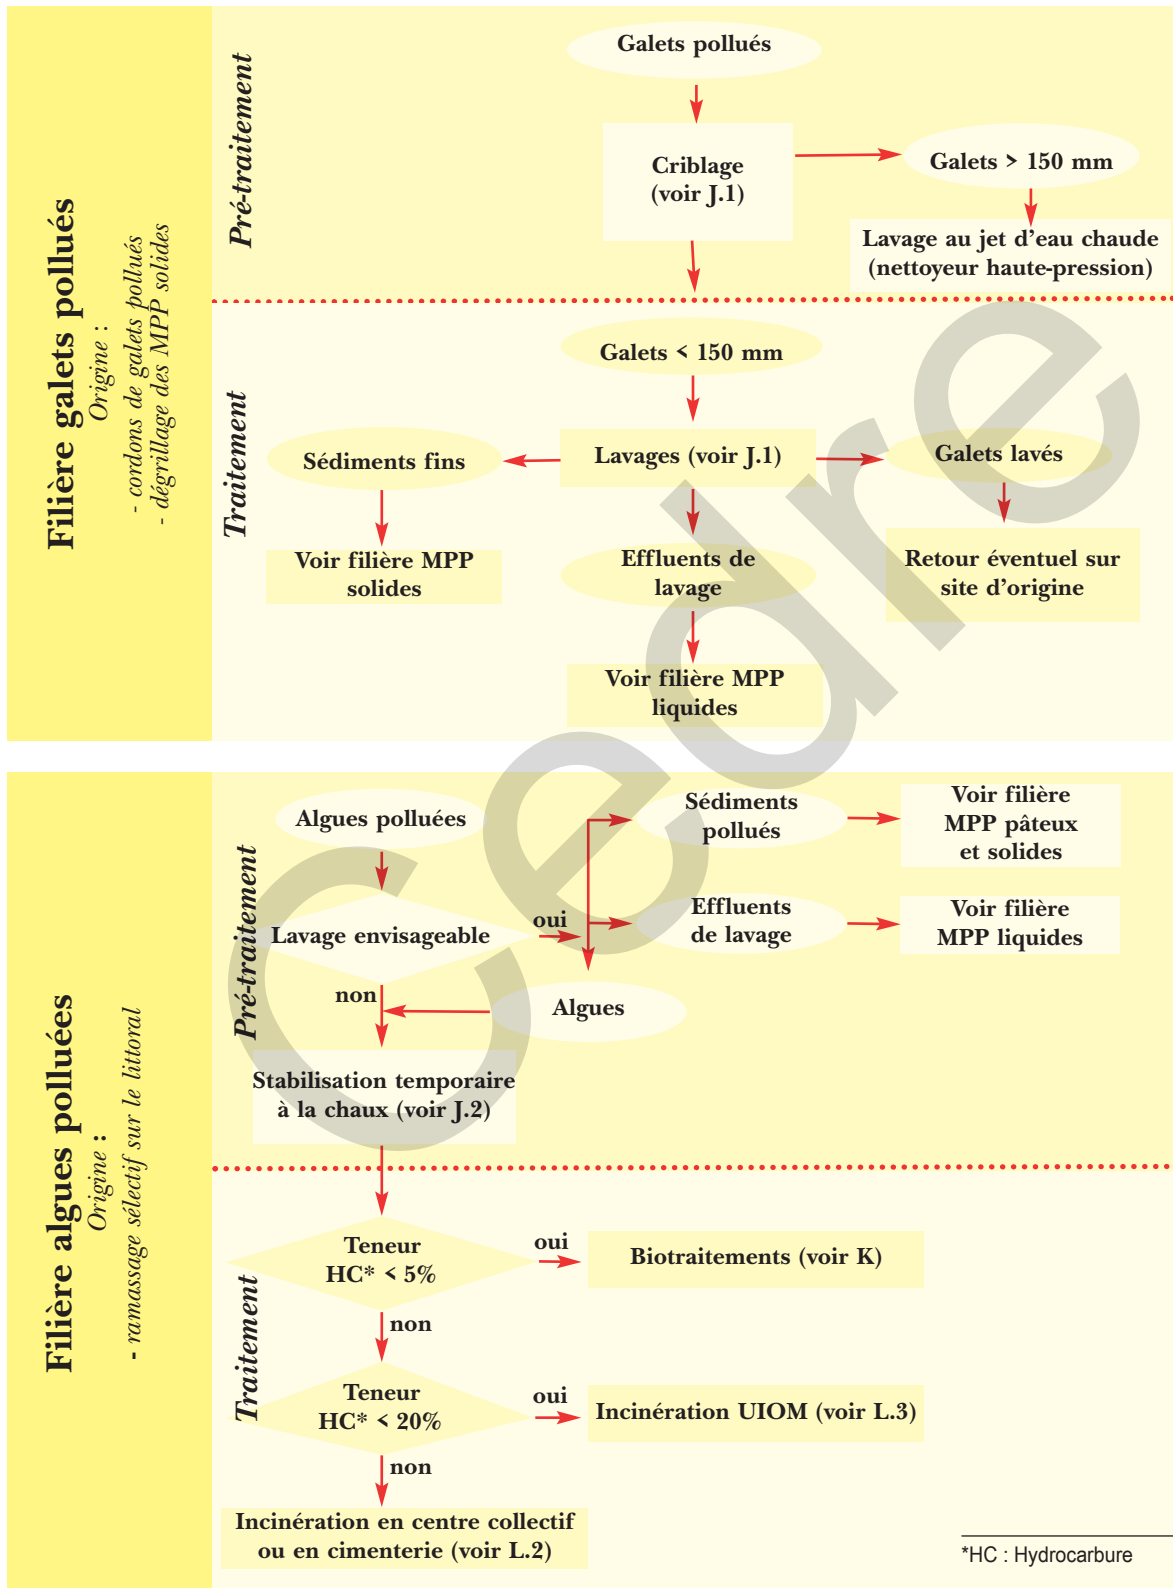 Filière galets pollués
Origine :
- cordons de galets pollués
- dégrillage des MPP solides
Pré-traitement
Galets pollués
Criblage
(voir J.1)
Galets > 150 mm
Lavage au jet d'eau chaude
(nettoyeur haute-pression)
Traitement
Galets < 150 mm
Sédiments fins
Lavages (voir J.1)
Galets lavés
Voir filière MPP
solides
Effluents de
lavage
Retour éventuel sur
site d'origine
Voir filière MPP
liquides
Filière algues polluées
Origine :
- ramassage sélectif sur le littoral
Pré-traitement
Algues polluées
Sédiments
pollués
Voir filière
MPP pâteux
et solides
Lavage envisageable
oui
Effluents
de lavage
Voir filière
MPP liquides
non
Algues
Stabilisation temporaire
à la chaux (voir J.2)
Traitement
Teneur
HC* < 5%
oui
Biotraitements (voir K)
non
Teneur
HC* < 20%
oui
Incinération UIOM (voir L.3)
non
Incinération en centre collectif
ou en cimenterie (voir L.2)
*HC : Hydrocarbure
Cedre